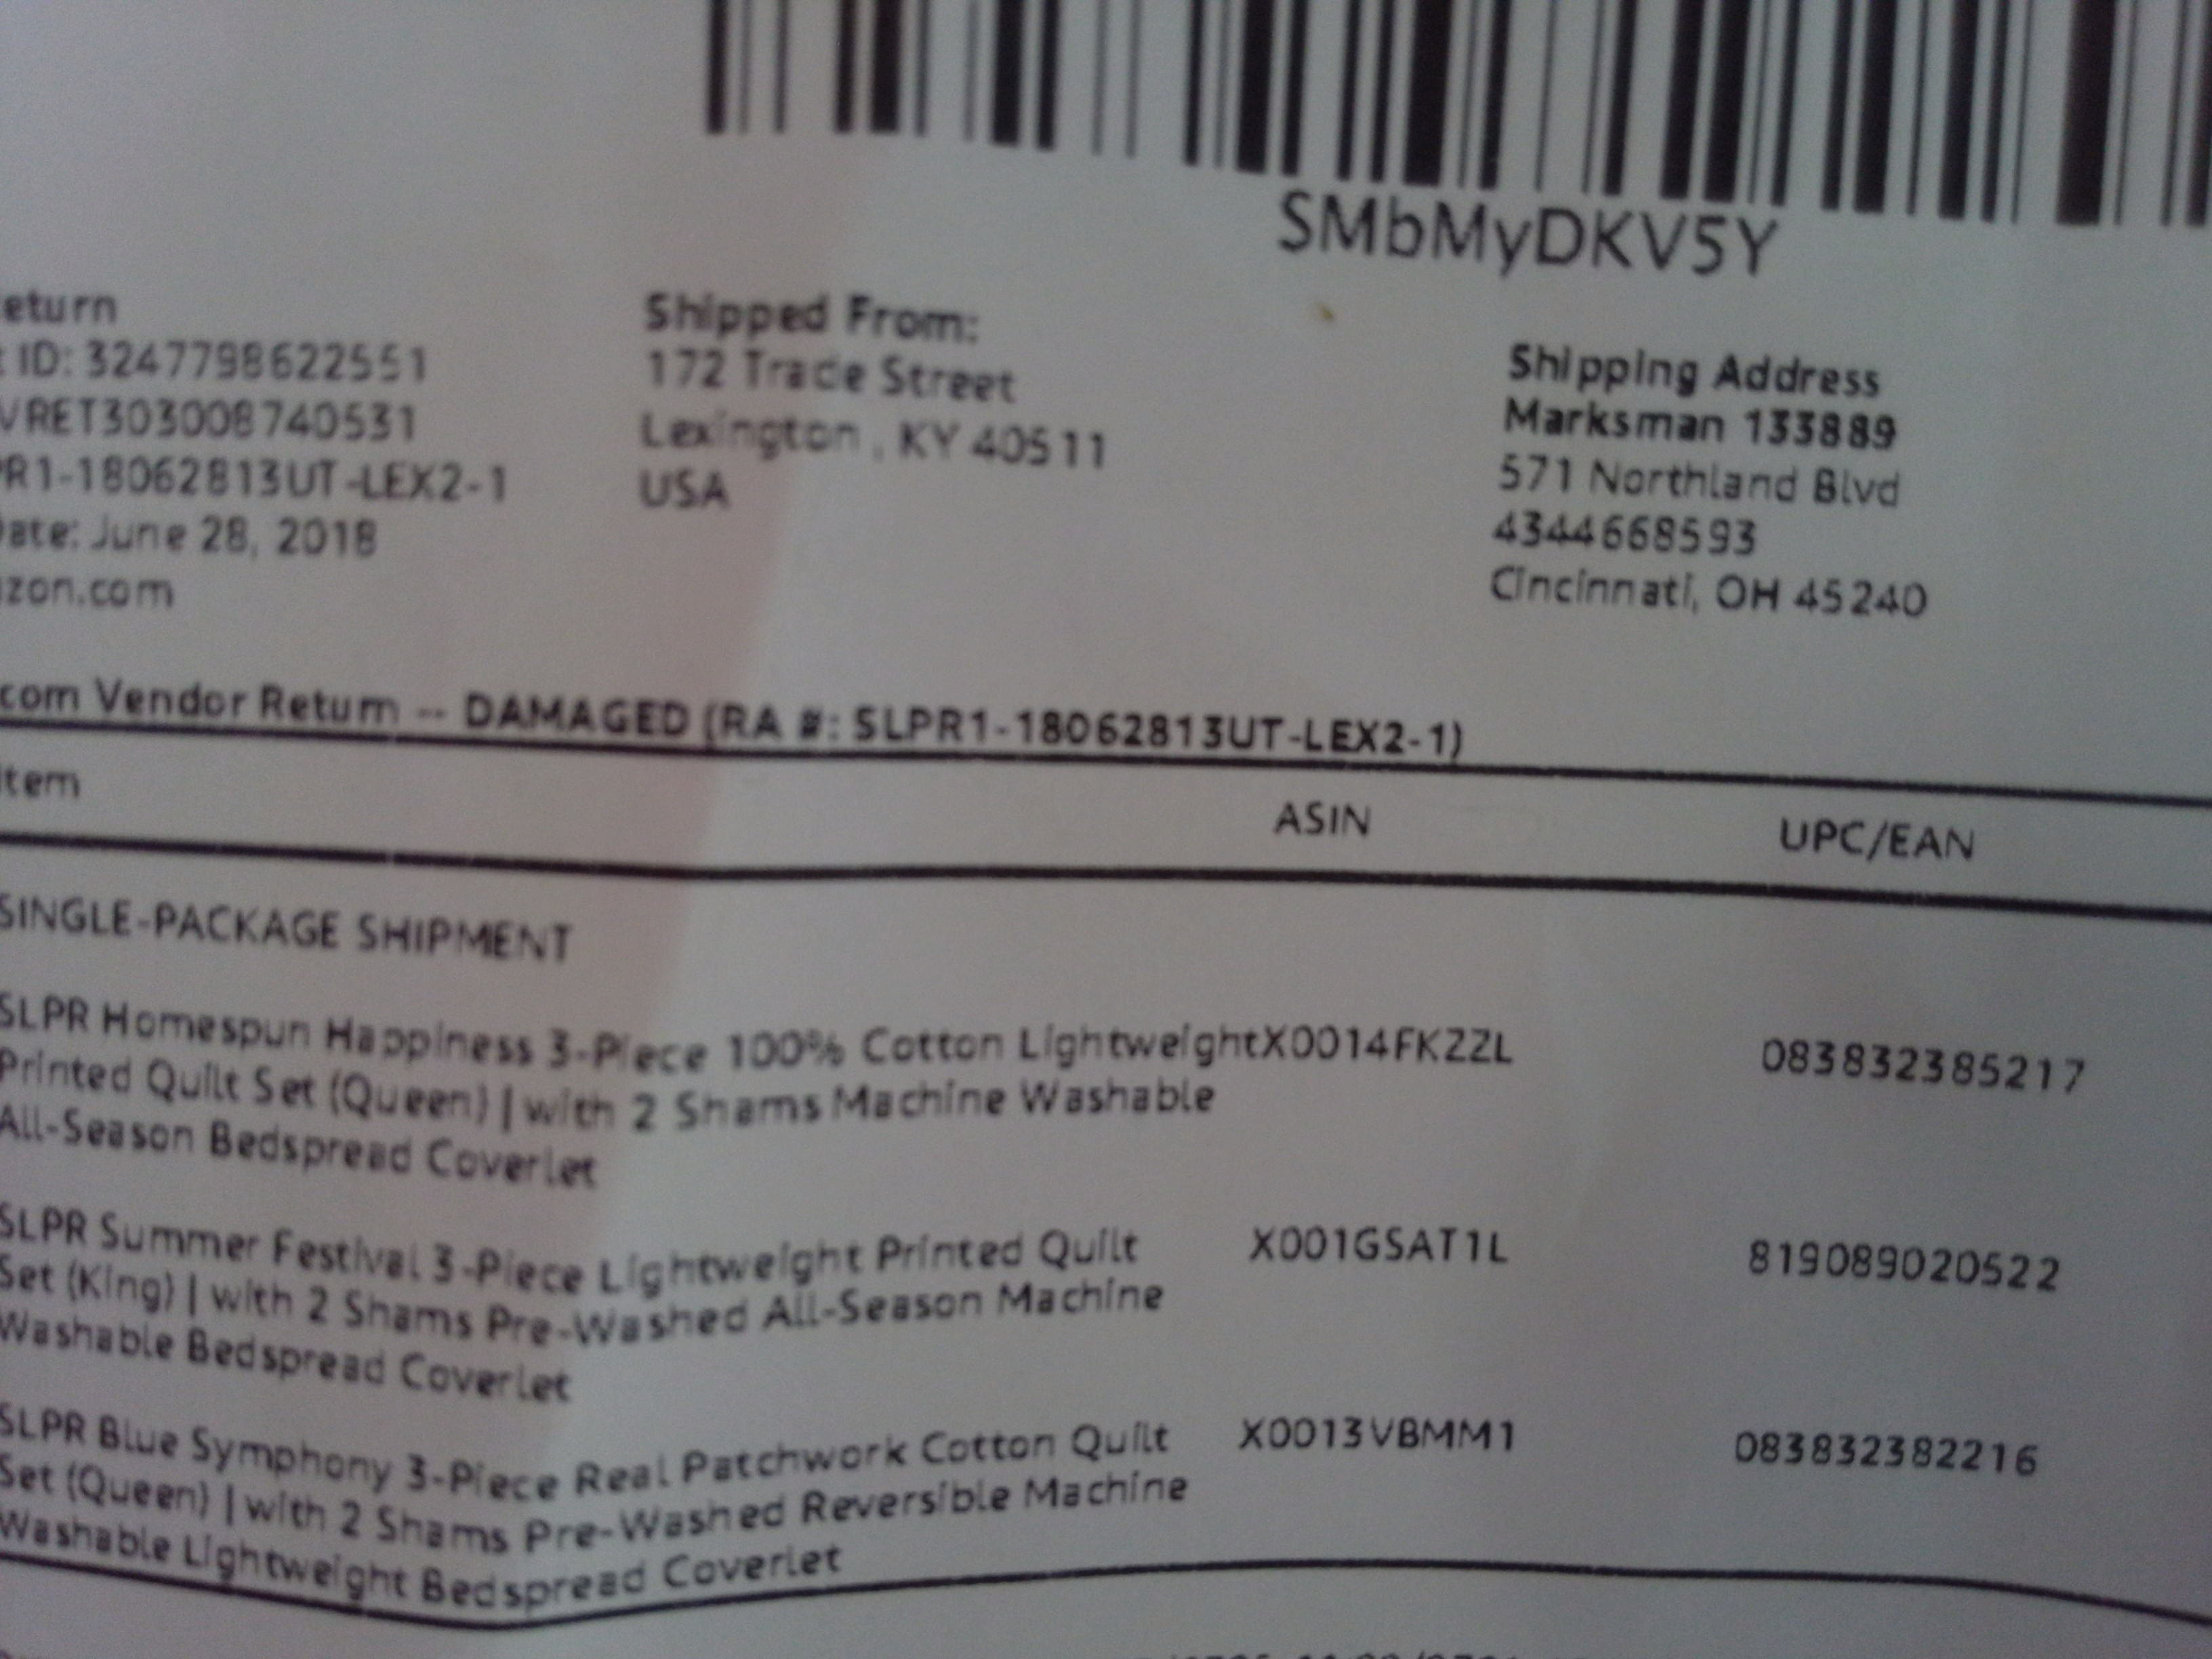 SMbMyDKV5Y
eturn
ID: 3247798622551
VRET303008740531
PR1-18062813UT-LEX2-1
Date: June 28, 2018
azon.com
Shipped From:
172 Trade Street
Lexington , KY 40511
USA
Shipping Address
Marksman 133889
571 Northland Blvd
4344668593
Cincinnati, OH 45240
com Vendor Return -- DAMAGED (RA #: SLPR1-18062813UT-LEX2-1)
Item ASIN UPC/EAN
SINGLE-PACKAGE SHIPMENT
SLPR Homespun Happiness 3-Piece 100% Cotton LightweightX0014FKZZL 083832385217
Printed Quilt Set (Queen) | with 2 Shams Machine Washable
All-Season Bedspread Coverlet
SLPR Summer Festival 3-Piece Lightweight Printed Quilt X001GSAT1L 819089020522
Set (King) | with 2 Shams Pre-Washed All-Season Machine
Washable Bedspread Coverlet
SLPR Blue Symphony 3-Piece Real Patchwork Cotton Quilt X0013VBMM1 083832382216
Set (Queen) | with 2 Shams Pre-Washed Reversible Machine
Washable Lightweight Bedspread Coverlet